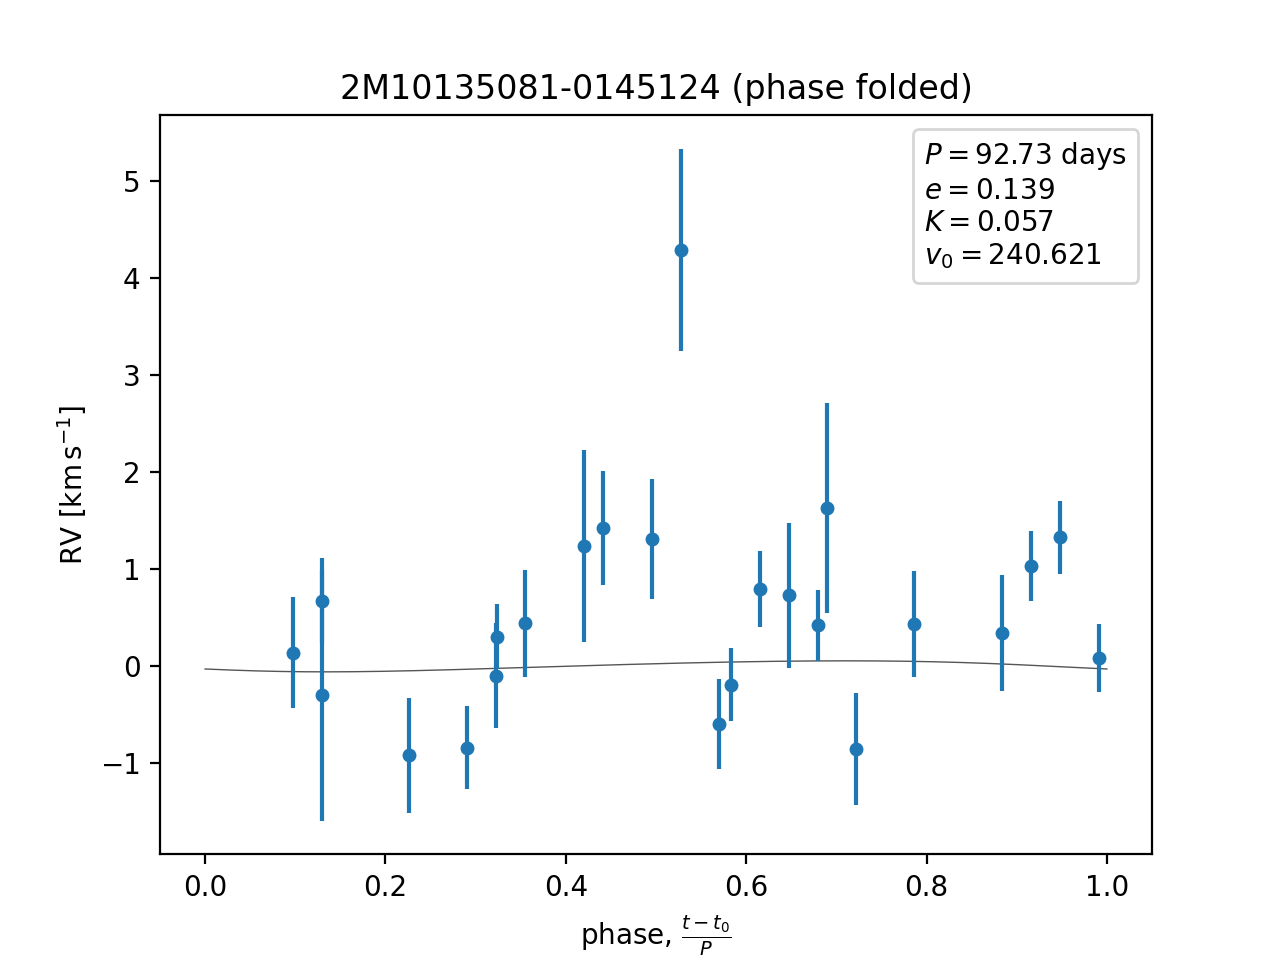 2M10135081-0145124 (phase folded)
P = 92.73 days
e = 0.139
K = 0.057
v₀ = 240.621
5
4
3
2
1
0
−1
RV [km s⁻¹]
0.0 0.2 0.4 0.6 0.8 1.0
phase, (t − t₀)/P